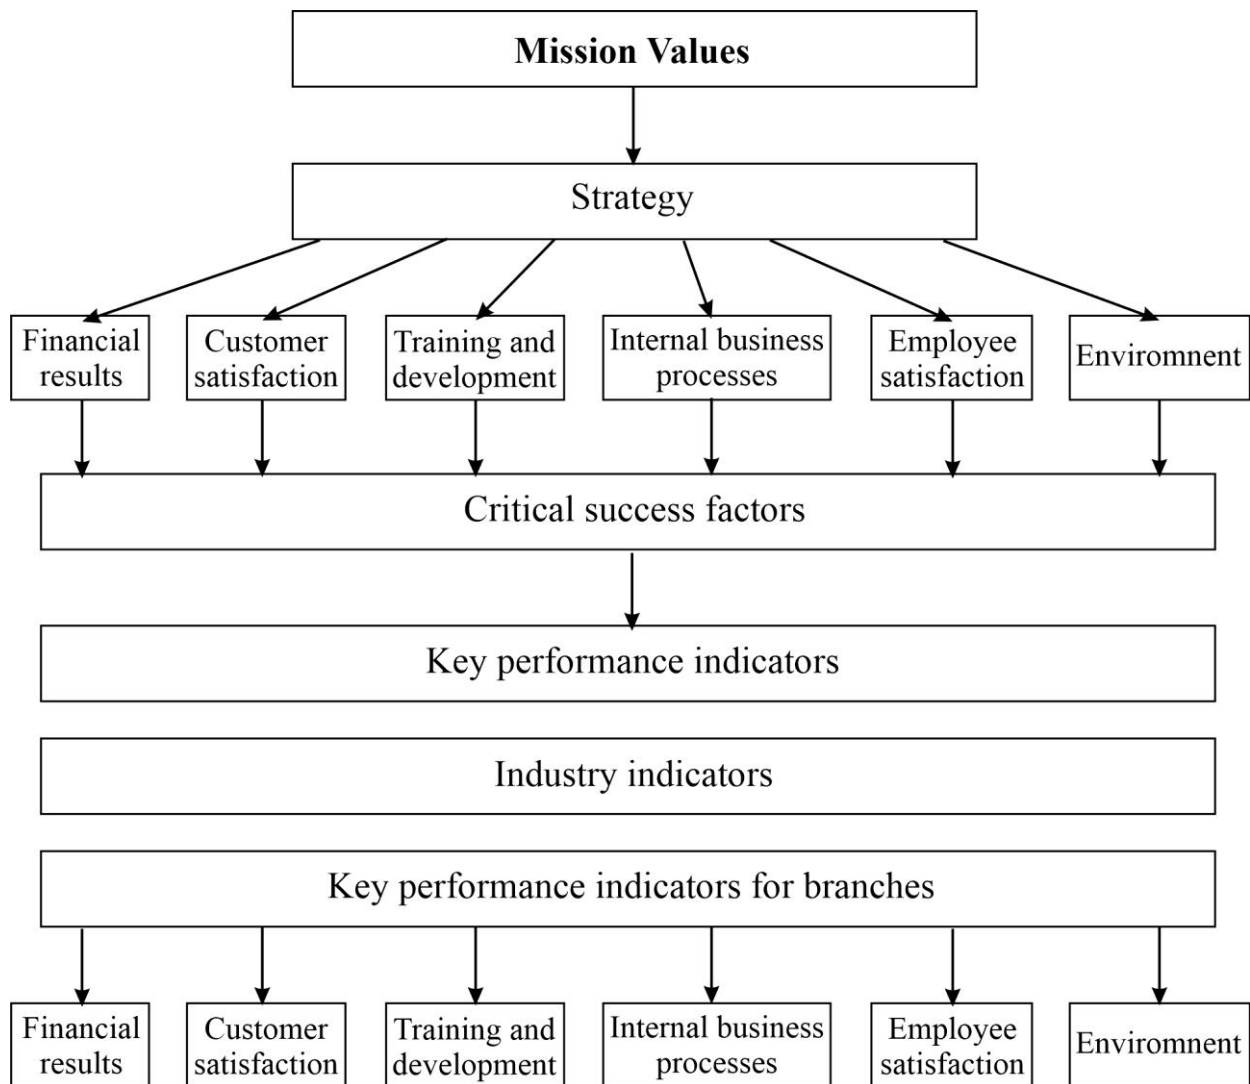 Mission Values
Strategy
Financial
results
Customer
satisfaction
Training and
development
Internal business
processes
Employee
satisfaction
Enviromnent
Critical success factors
Key performance indicators
Industry indicators
Key performance indicators for branches
Financial
results
Customer
satisfaction
Training and
development
Internal business
processes
Employee
satisfaction
Enviromnent